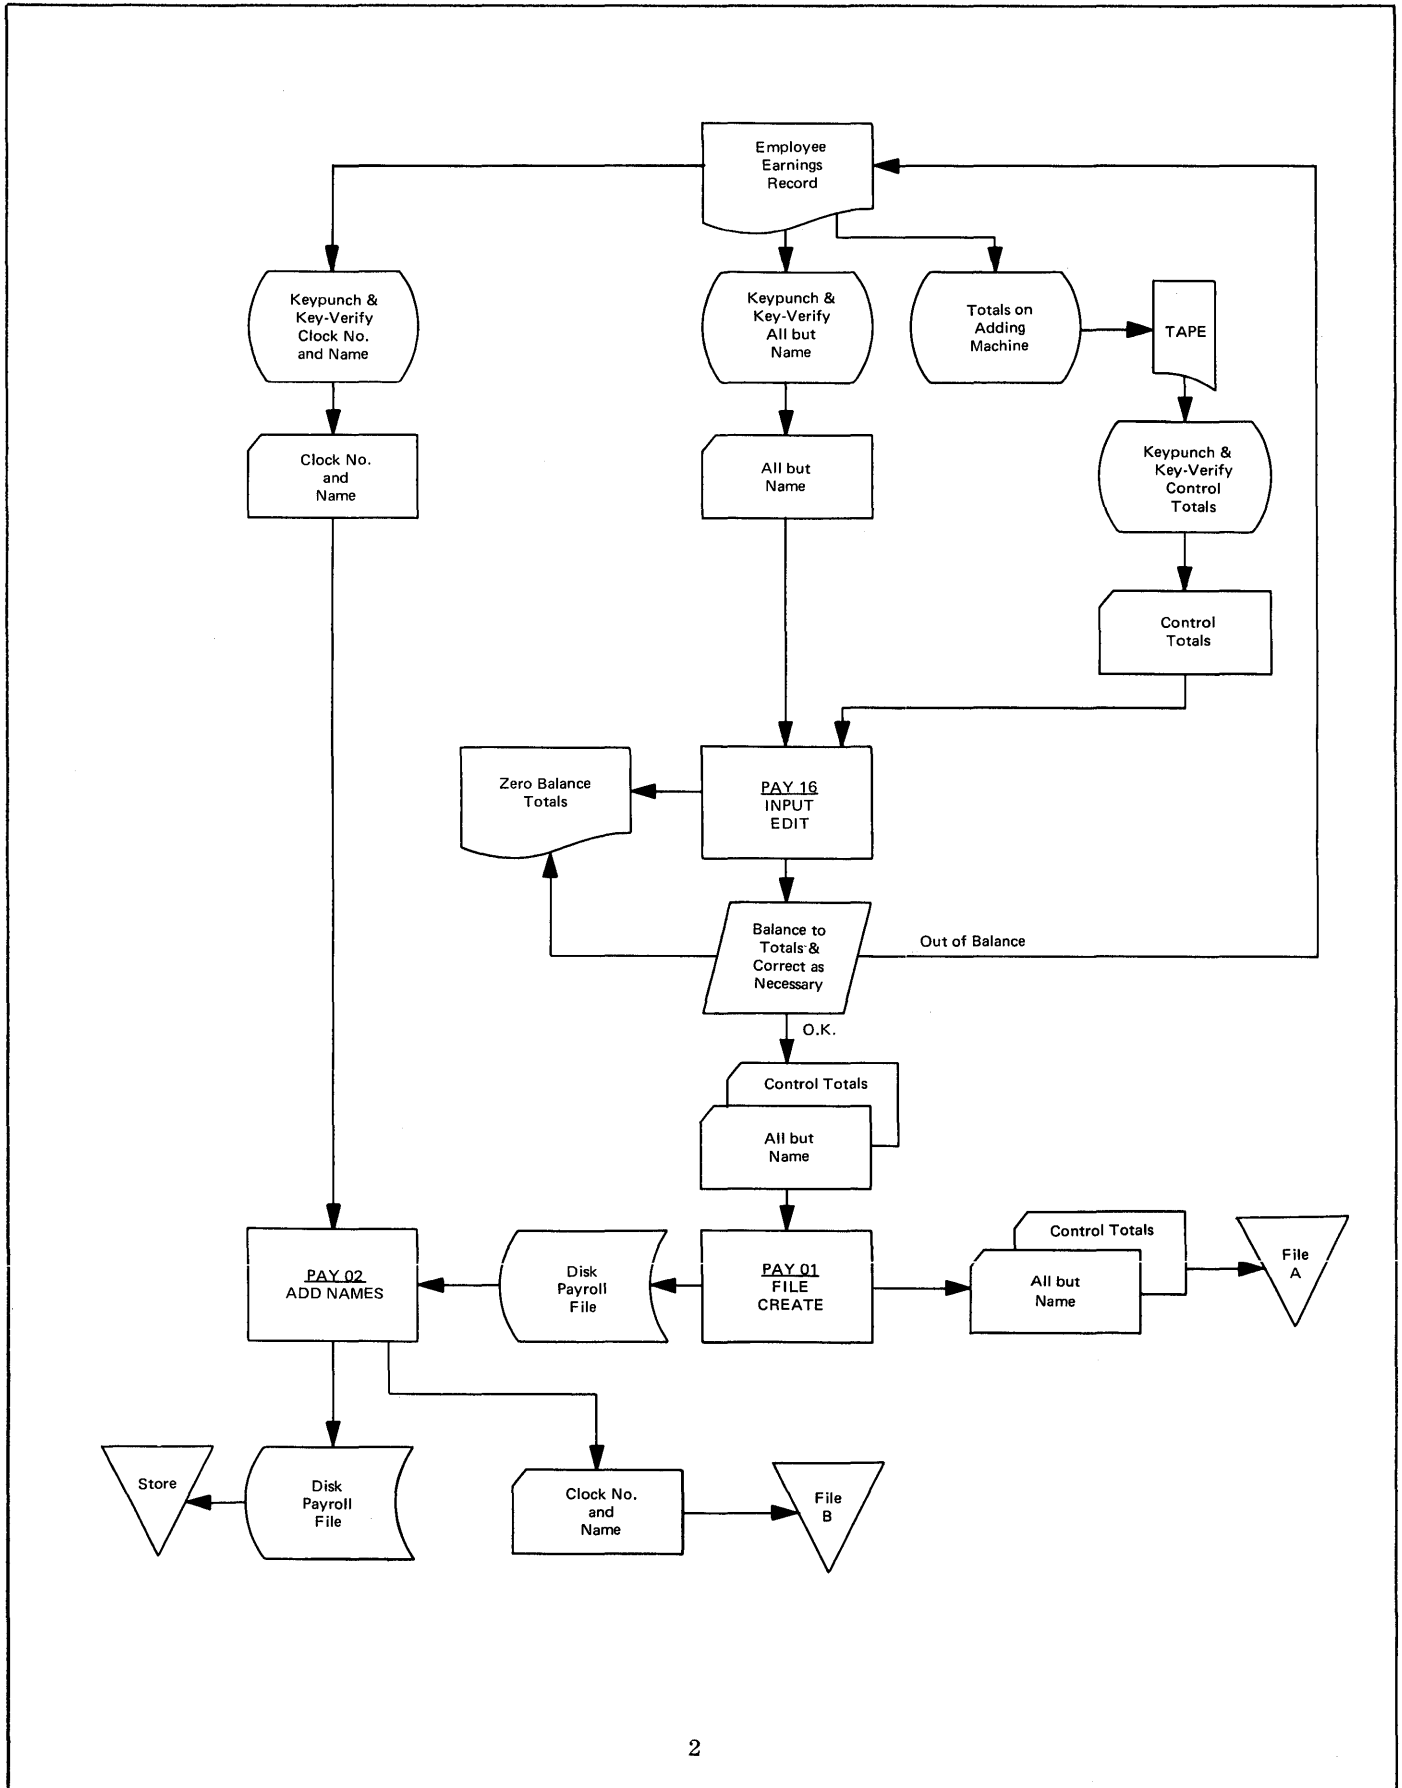 Employee
Earnings
Record
Keypunch &
Key-Verify
Clock No.
and Name
Keypunch &
Key-Verify
All but
Name
Totals on
Adding
Machine
TAPE
Clock No.
and
Name
All but
Name
Keypunch &
Key-Verify
Control
Totals
Control
Totals
Zero Balance
Totals
PAY 16
INPUT
EDIT
Balance to
Totals &
Correct as
Necessary
Out of Balance
O.K.
Control Totals
All but
Name
PAY 02
ADD NAMES
Disk
Payroll
File
PAY 01
FILE
CREATE
Control Totals
All but
Name
File
A
Store
Disk
Payroll
File
Clock No.
and
Name
File
B
2